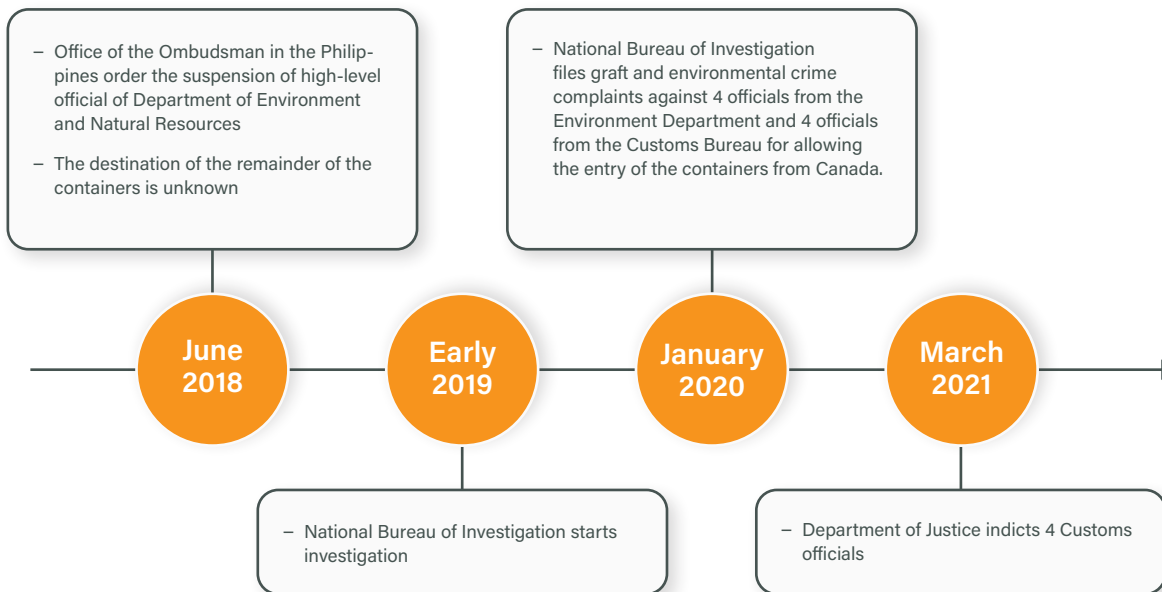 – Office of the Ombudsman in the Philip-
pines order the suspension of high-level
official of Department of Environment
and Natural Resources
– The destination of the remainder of the
containers is unknown
– National Bureau of Investigation
files graft and environmental crime
complaints against 4 officials from the
Environment Department and 4 officials
from the Customs Bureau for allowing
the entry of the containers from Canada.
June
2018
Early
2019
January
2020
March
2021
– National Bureau of Investigation starts
investigation
– Department of Justice indicts 4 Customs
officials